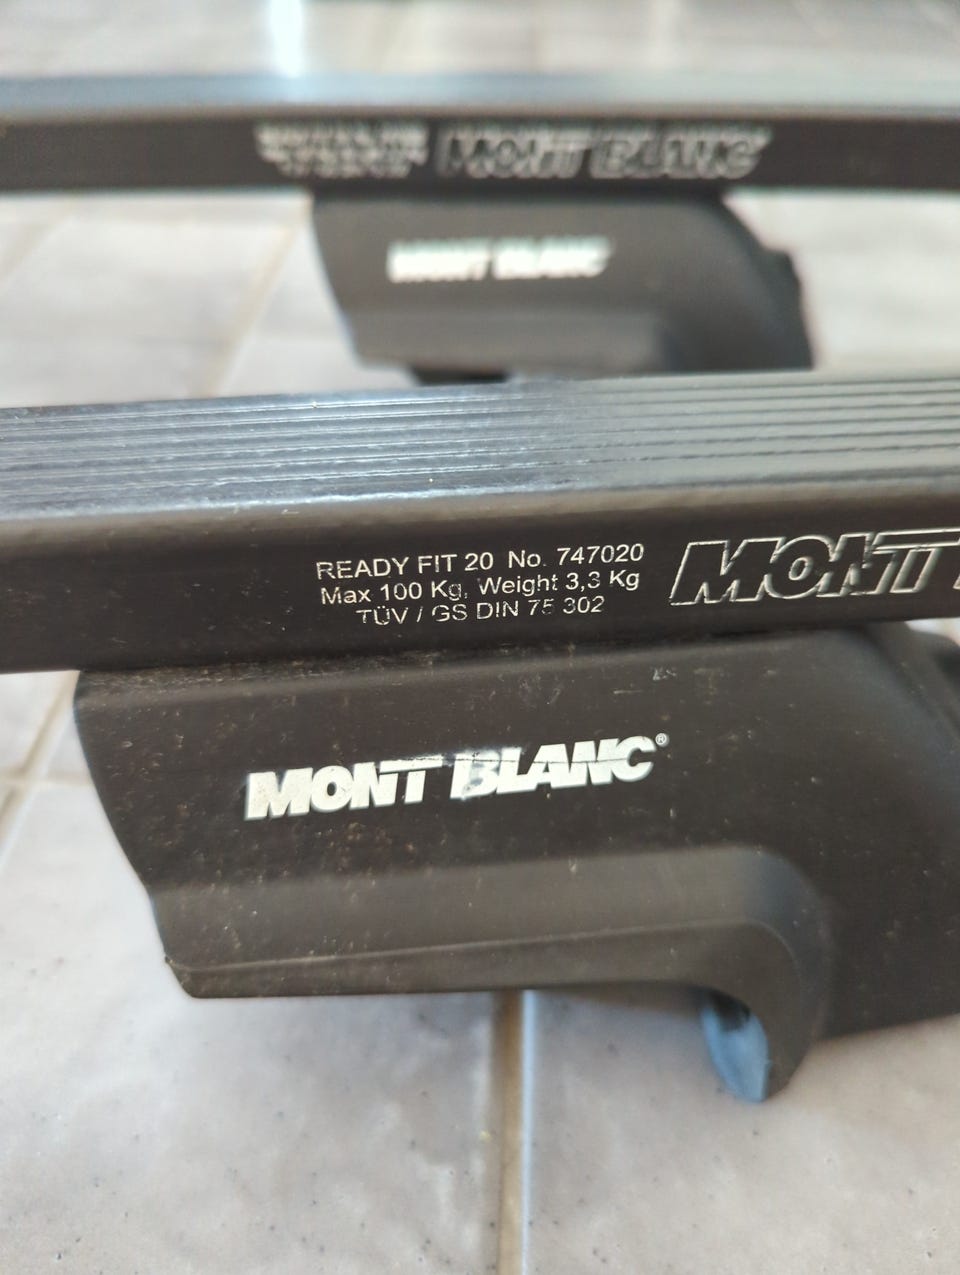 MONT BLANC
MONT BLANC
READY FIT 20 No. 747020
Max 100 Kg, Weight 3,3 Kg
TÜV / GS DIN 75 302
MONT
MONT BLANC®